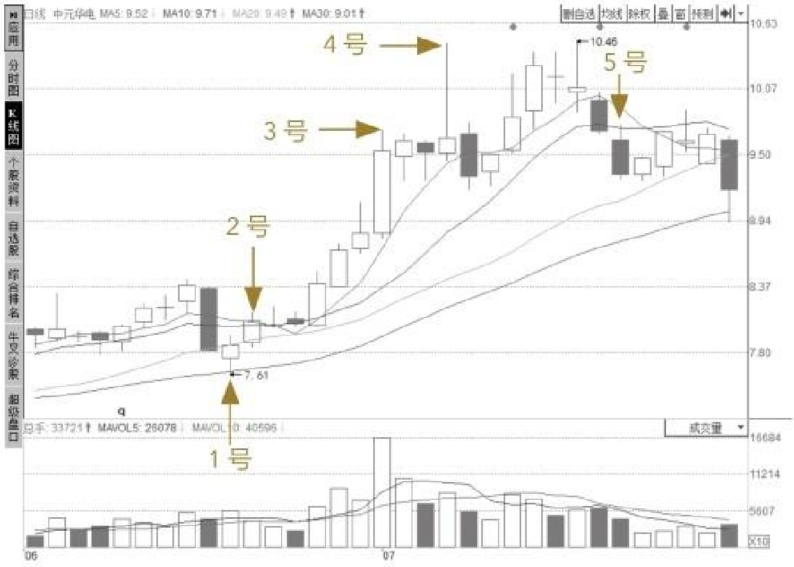 日线 中元华电 MA5: 9.52↓ MA10: 9.71↓ MA20: 9.49↑ MA30: 9.01↑
删自选 均线 除权 叠 窗 预测
应用
分时图
K线图
个股资料
自选股
综合排名
牛叉诊股
超级盘口
10.63
10.07
9.50
8.94
8.37
7.80
4号
10.46
5号
3号
2号
7.61
1号
q
总手: 33721↑ MAVOL5: 26078↓ MAVOL10: 40596↓
成交量
16684
11214
5607
X10
06
07